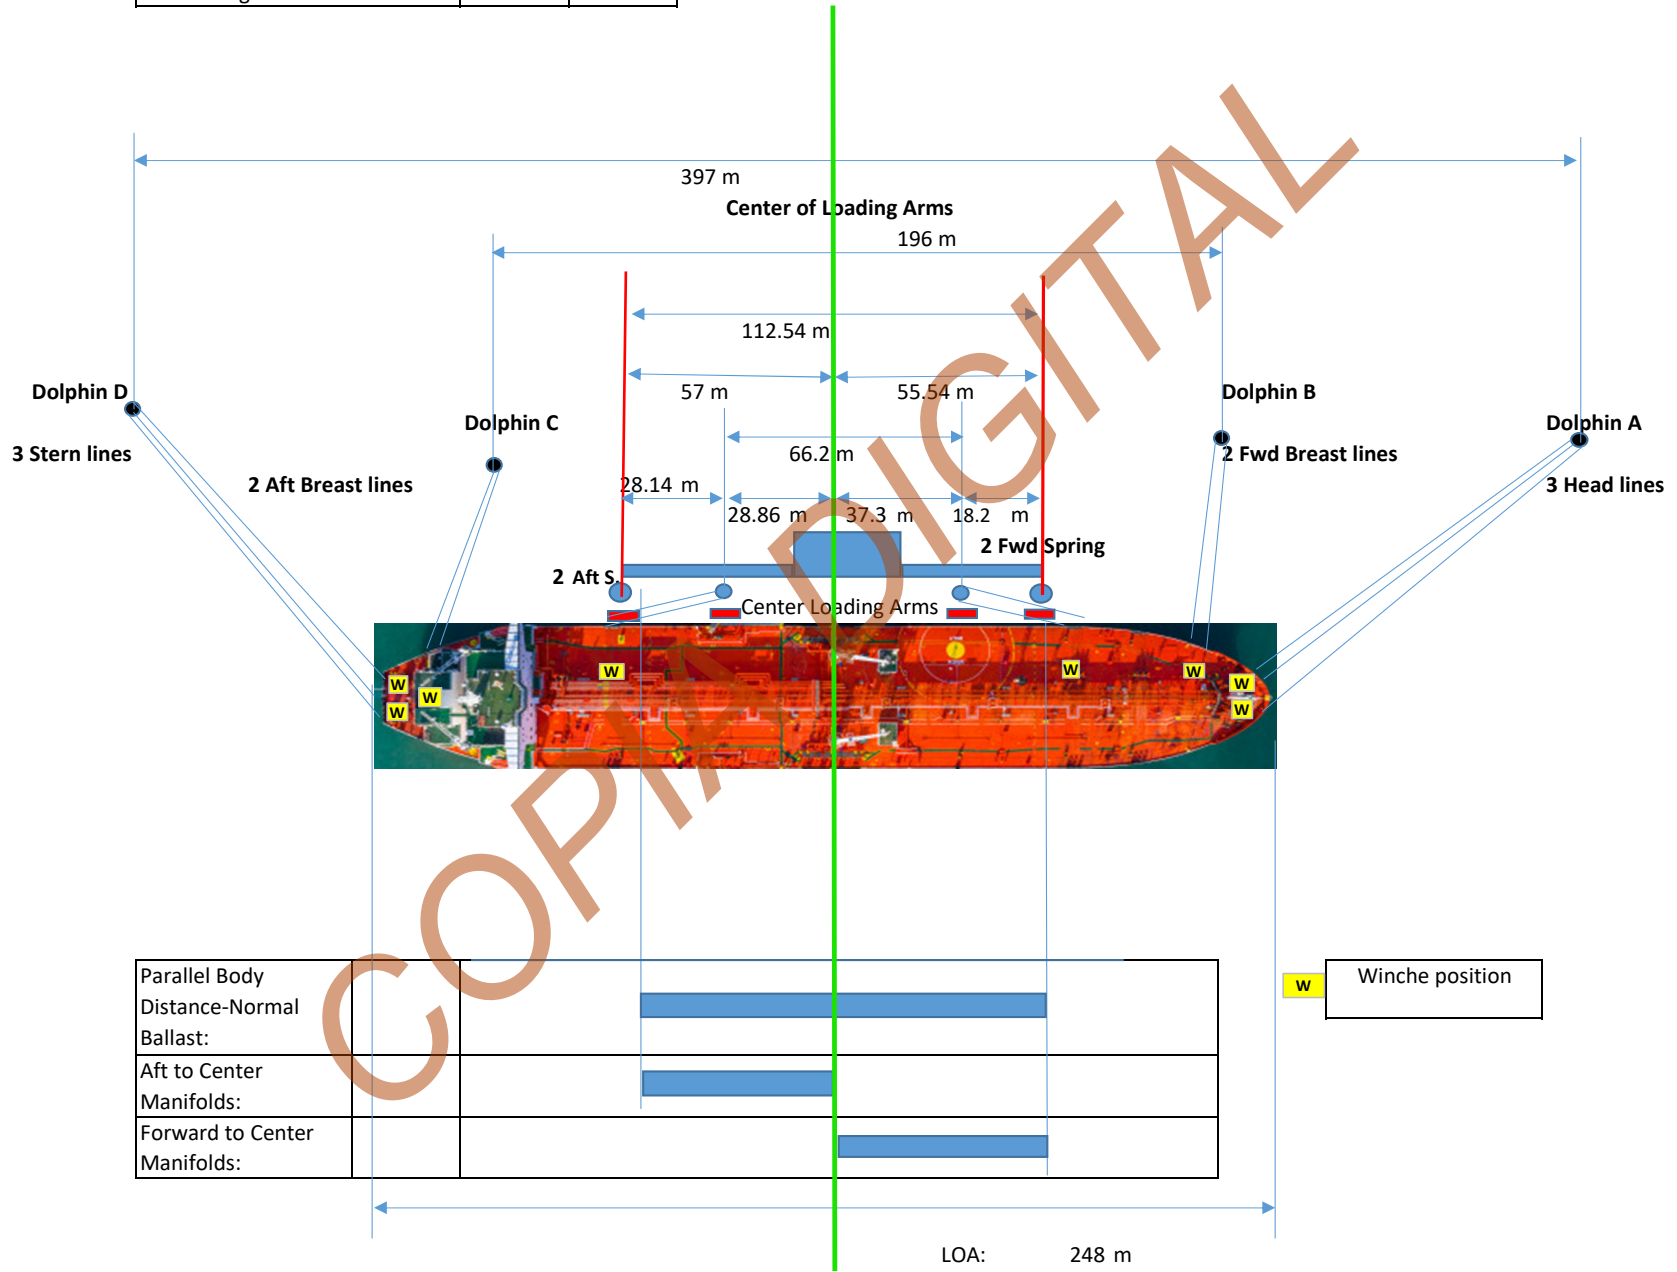 397 m
Center of Loading Arms
196 m
112.54 m
57 m
55.54 m
Dolphin D
Dolphin B
Dolphin C
Dolphin A
3 Stern lines
66.2 m
2 Fwd Breast lines
2 Aft Breast lines
28.14 m
3 Head lines
28.86 m
37.3 m
18.2 m
2 Fwd Spring
2 Aft S.
Center Loading Arms
W
W
W
W
W
W
W
W
COPIA DIGITAL
Parallel Body
Distance-Normal
Ballast:
W
Winche position
Aft to Center
Manifolds:
Forward to Center
Manifolds:
LOA: 248 m